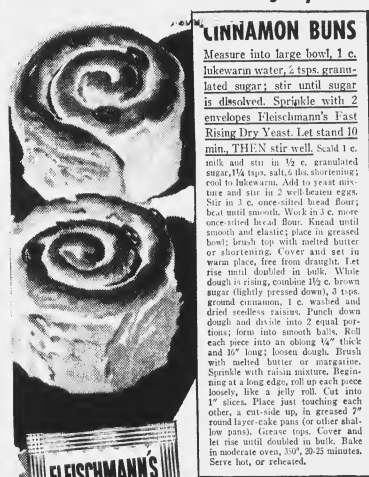 CINNAMON BUNS
Measure into large bowl, 1 c.
lukewarm water, 2 tsps. granu-
lated sugar; stir until sugar
is dissolved. Sprinkle with 2
envelopes Fleischmann's Fast
Rising Dry Yeast. Let stand 10
min., THEN stir well. Scald 1 c.
milk and stir in ½ c. granulated
sugar, 1¼ tsps. salt, 6 tbs. shortening;
cool to lukewarm. Add to yeast mix-
ture and stir in 2 well-beaten eggs.
Stir in 3 c. once-sifted bread flour;
beat until smooth. Work in 3 c. more
once-sifted bread flour. Knead until
smooth and elastic; place in greased
bowl; brush top with melted butter
or shortening. Cover and set in
warm place, free from draught. Let
rise until doubled in bulk. While
dough is rising, combine 1½ c. brown
sugar (lightly pressed down), 3 tsps.
ground cinnamon, 1 c. washed and
dried seedless raisins. Punch down
dough and divide into 2 equal por-
tions; form into smooth balls. Roll
each piece into an oblong ¼" thick
and 16" long; loosen dough. Brush
with melted butter or margarine.
Sprinkle with raisin mixture. Begin-
ning at a long edge, roll up each piece
loosely, like a jelly roll. Cut into
1" slices. Place just touching each
other, a cut-side up, in greased 7"
round layer-cake pans (or other shal-
low pans). Grease tops. Cover and
let rise until doubled in bulk. Bake
in moderate oven, 350°, 20-25 minutes.
Serve hot, or reheated.
FLEISCHMANN'S